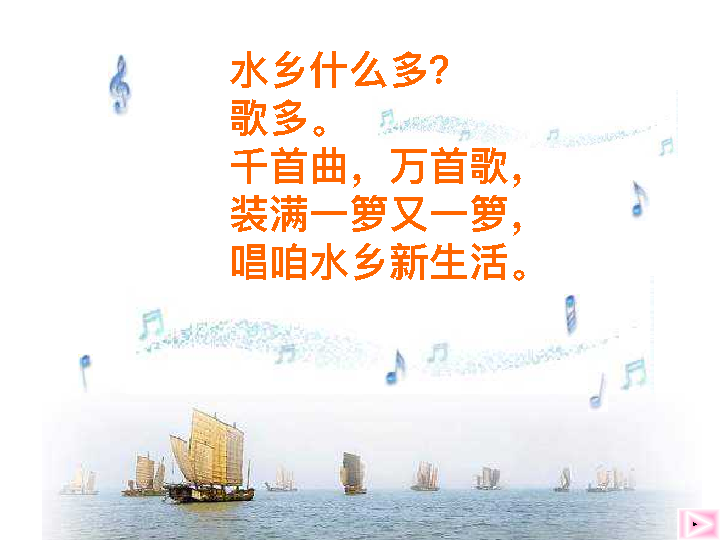 水乡什么多?
歌多。
千首曲，万首歌，
装满一箩又一箩，
唱咱水乡新生活。